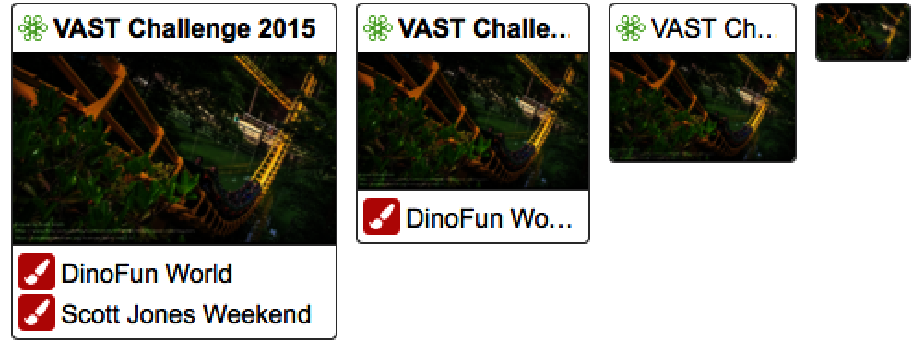 VAST Challenge 2015
DinoFun World
Scott Jones Weekend
VAST Challe...
DinoFun Wo...
VAST Ch...